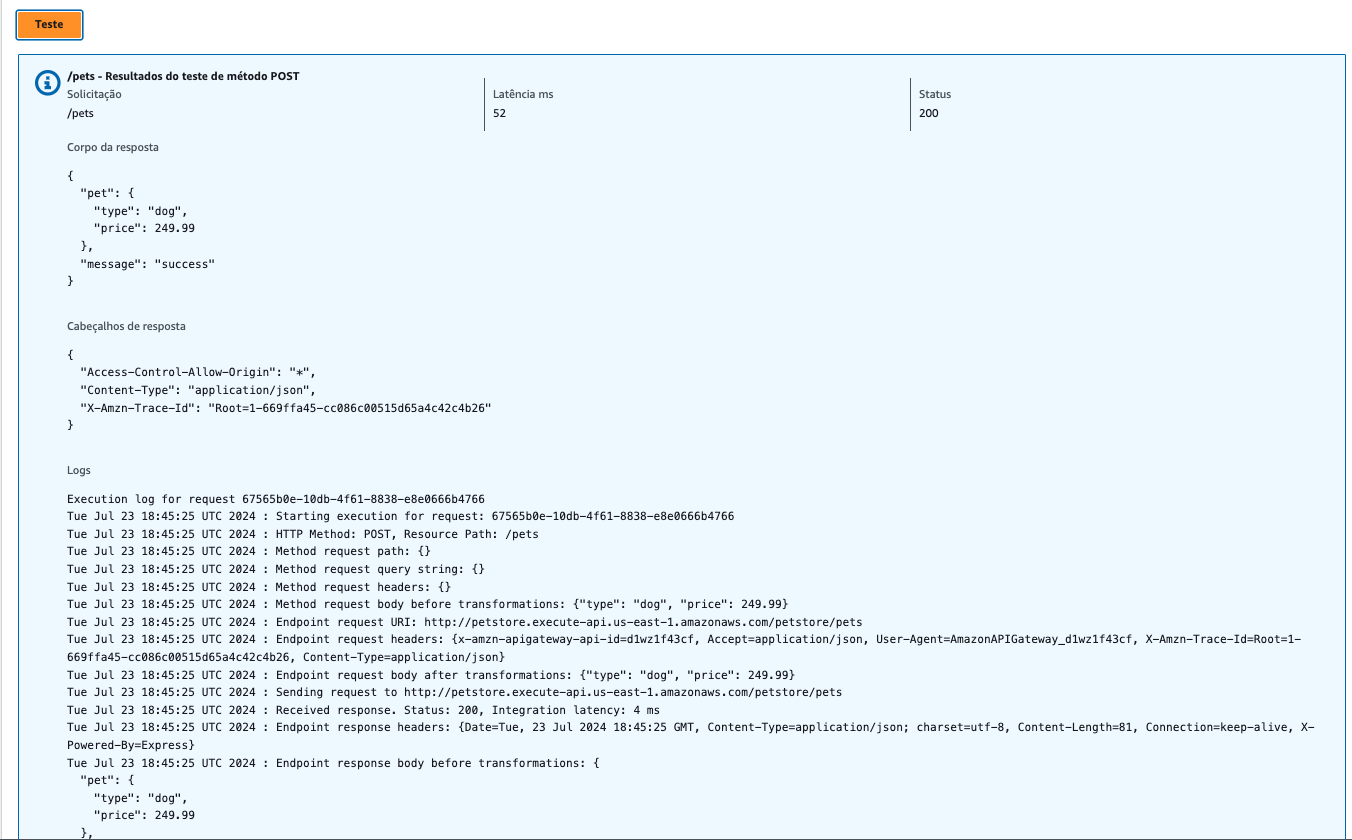 Teste
/pets - Resultados do teste de método POST
Solicitação
/pets
Latência ms
52
Status
200
Corpo da resposta
{
  "pet": {
    "type": "dog",
    "price": 249.99
  },
  "message": "success"
}
Cabeçalhos de resposta
{
  "Access-Control-Allow-Origin": "*",
  "Content-Type": "application/json",
  "X-Amzn-Trace-Id": "Root=1-669ffa45-cc086c00515d65a4c42c4b26"
}
Logs
Execution log for request 67565b0e-10db-4f61-8838-e8e0666b4766
Tue Jul 23 18:45:25 UTC 2024 : Starting execution for request: 67565b0e-10db-4f61-8838-e8e0666b4766
Tue Jul 23 18:45:25 UTC 2024 : HTTP Method: POST, Resource Path: /pets
Tue Jul 23 18:45:25 UTC 2024 : Method request path: {}
Tue Jul 23 18:45:25 UTC 2024 : Method request query string: {}
Tue Jul 23 18:45:25 UTC 2024 : Method request headers: {}
Tue Jul 23 18:45:25 UTC 2024 : Method request body before transformations: {"type": "dog", "price": 249.99}
Tue Jul 23 18:45:25 UTC 2024 : Endpoint request URI: http://petstore.execute-api.us-east-1.amazonaws.com/petstore/pets
Tue Jul 23 18:45:25 UTC 2024 : Endpoint request headers: {x-amzn-apigateway-api-id=d1wz1f43cf, Accept=application/json, User-Agent=AmazonAPIGateway_d1wz1f43cf, X-Amzn-Trace-Id=Root=1-
669ffa45-cc086c00515d65a4c42c4b26, Content-Type=application/json}
Tue Jul 23 18:45:25 UTC 2024 : Endpoint request body after transformations: {"type": "dog", "price": 249.99}
Tue Jul 23 18:45:25 UTC 2024 : Sending request to http://petstore.execute-api.us-east-1.amazonaws.com/petstore/pets
Tue Jul 23 18:45:25 UTC 2024 : Received response. Status: 200, Integration latency: 4 ms
Tue Jul 23 18:45:25 UTC 2024 : Endpoint response headers: {Date=Tue, 23 Jul 2024 18:45:25 GMT, Content-Type=application/json; charset=utf-8, Content-Length=81, Connection=keep-alive, X-
Powered-By=Express}
Tue Jul 23 18:45:25 UTC 2024 : Endpoint response body before transformations: {
  "pet": {
    "type": "dog",
    "price": 249.99
  },